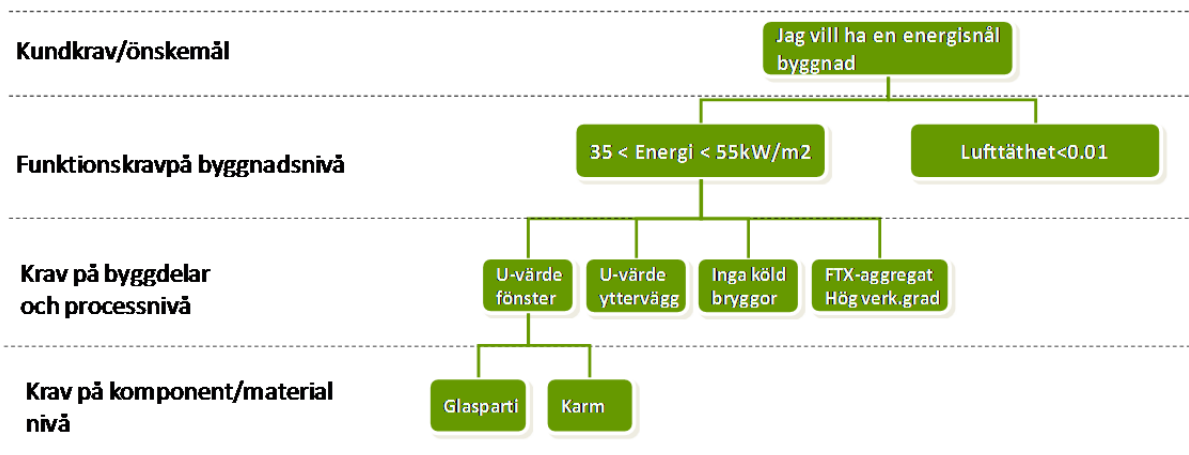 Kundkrav/önskemål
Jag vill ha en energisnål
byggnad
Funktionskravpå byggnadsnivå
35 < Energi < 55kW/m2
Lufttäthet<0.01
Krav på byggdelar
och processnivå
U-värde
fönster
U-värde
yttervägg
Inga köld
bryggor
FTX-aggregat
Hög verk.grad
Krav på komponent/material
nivå
Glasparti
Karm